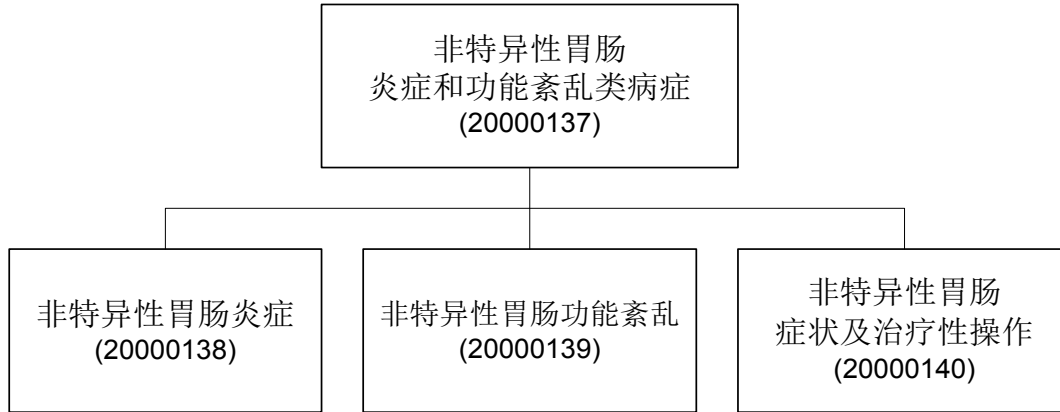 非特异性胃肠
炎症和功能紊乱类病症
(20000137)
非特异性胃肠炎症
(20000138)
非特异性胃肠功能紊乱
(20000139)
非特异性胃肠
症状及治疗性操作
(20000140)